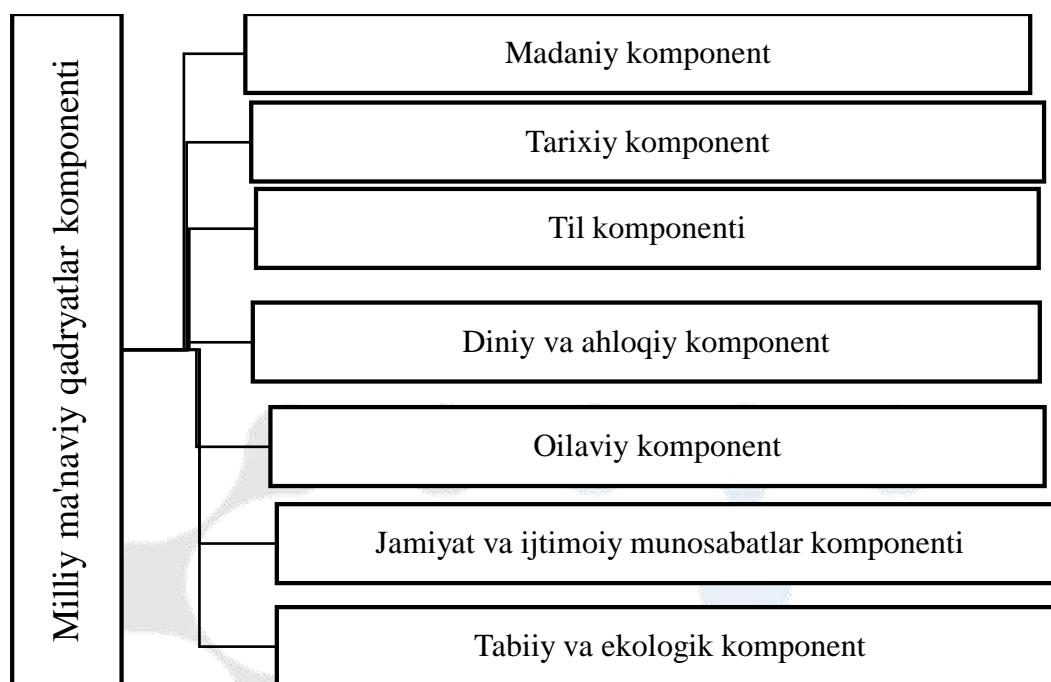 Milliy ma'naviy qadryatlar komponenti
Madaniy komponent
Tarixiy komponent
Til komponenti
Diniy va ahloqiy komponent
Oilaviy komponent
Jamiyat va ijtimoiy munosabatlar komponenti
Tabiiy va ekologik komponent